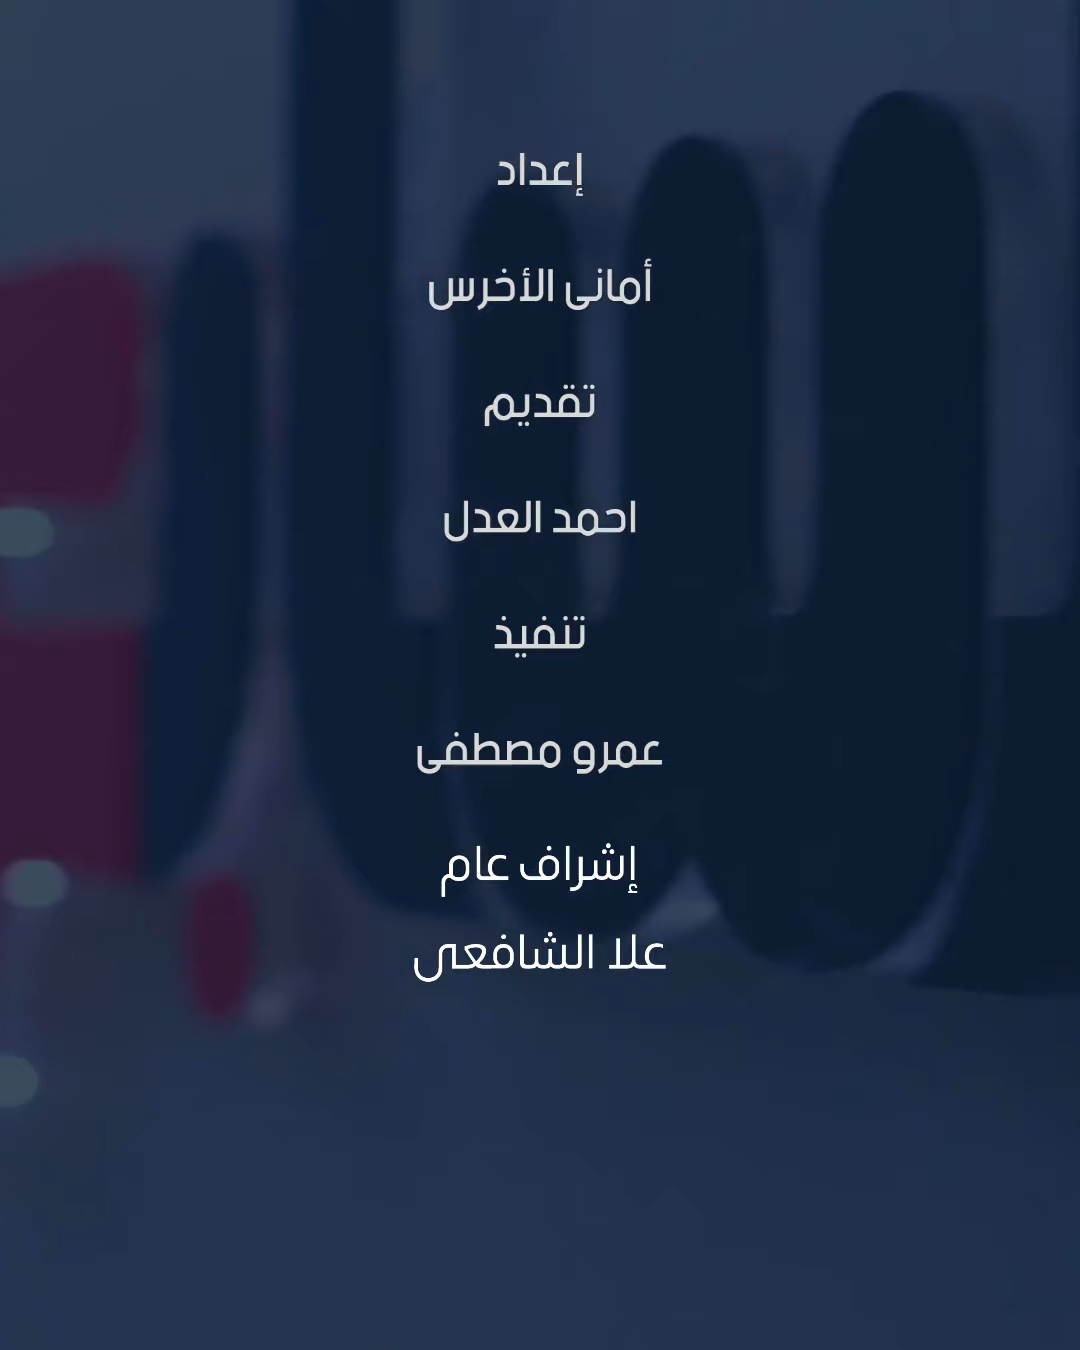 إعداد
أمانى الأخرس
تقديم
احمد العدل
تنفيذ
عمرو مصطفى
إشراف عام
علا الشافعى